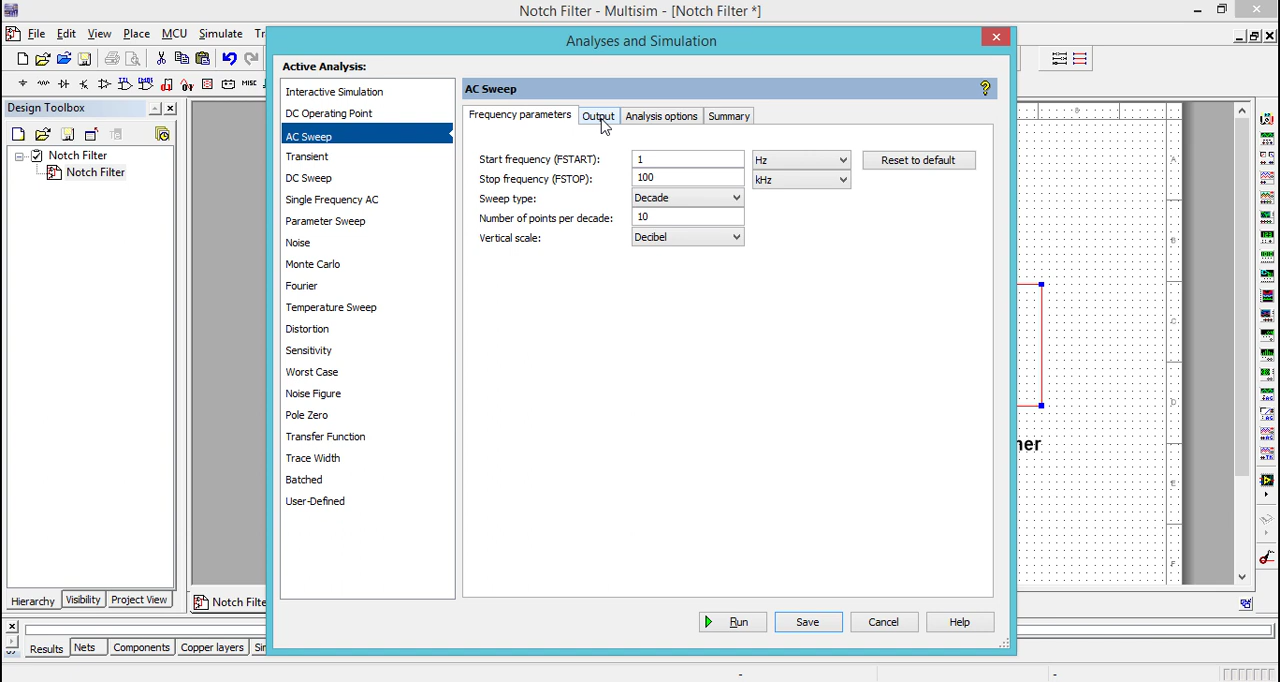 Notch Filter - Multisim - [Notch Filter *]
File Edit View Place MCU Simulate Tr
Analyses and Simulation
MISC
Design Toolbox
Notch Filter
Notch Filter
Active Analysis:
Interactive Simulation
DC Operating Point
AC Sweep
Transient
DC Sweep
Single Frequency AC
Parameter Sweep
Noise
Monte Carlo
Fourier
Temperature Sweep
Distortion
Sensitivity
Worst Case
Noise Figure
Pole Zero
Transfer Function
Trace Width
Batched
User-Defined
AC Sweep
Frequency parameters Output Analysis options Summary
Start frequency (FSTART): 1 Hz Reset to default
Stop frequency (FSTOP): 100 kHz
Sweep type: Decade
Number of points per decade: 10
Vertical scale: Decibel
Run Save Cancel Help
B
A
B
C
D
E
F
ner
Hierarchy Visibility Project View
Notch Filte
Results Nets Components Copper layers Sir
- -